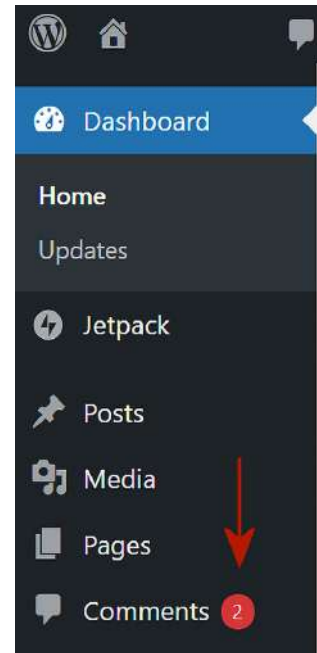 Dashboard
Home
Updates
Jetpack
Posts
Media
Pages
Comments 2